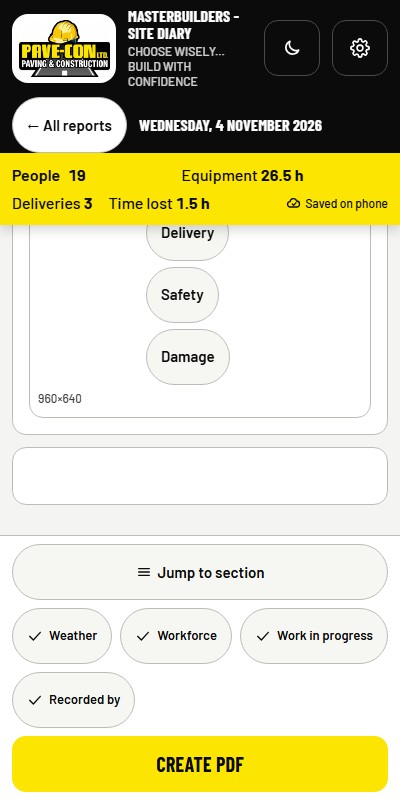 PAVE-CON LTD.
PAVING & CONSTRUCTION
MASTERBUILDERS - SITE DIARY
CHOOSE WISELY... BUILD WITH CONFIDENCE
← All reports
WEDNESDAY, 4 NOVEMBER 2026
People 19
Equipment 26.5 h
Deliveries 3
Time lost 1.5 h
Saved on phone
Delivery
Safety
Damage
960×640
Jump to section
Weather
Workforce
Work in progress
Recorded by
CREATE PDF